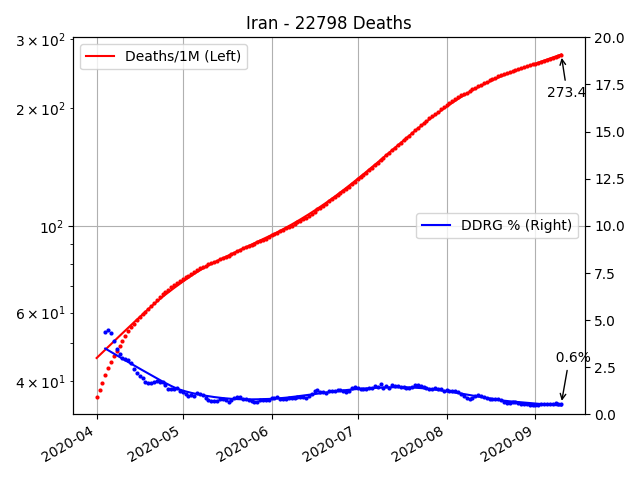 Iran - 22798 Deaths
3 × 10²
2 × 10²
10²
6 × 10¹
4 × 10¹
Deaths/1M (Left)
DDRG % (Right)
273.4
0.6%
20.0
17.5
15.0
12.5
10.0
7.5
5.0
2.5
0.0
2020-04
2020-05
2020-06
2020-07
2020-08
2020-09